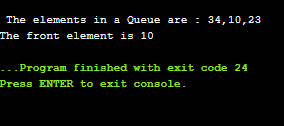 The elements in a Queue are : 34,10,23
The front element is 10
...Program finished with exit code 24
Press ENTER to exit console.